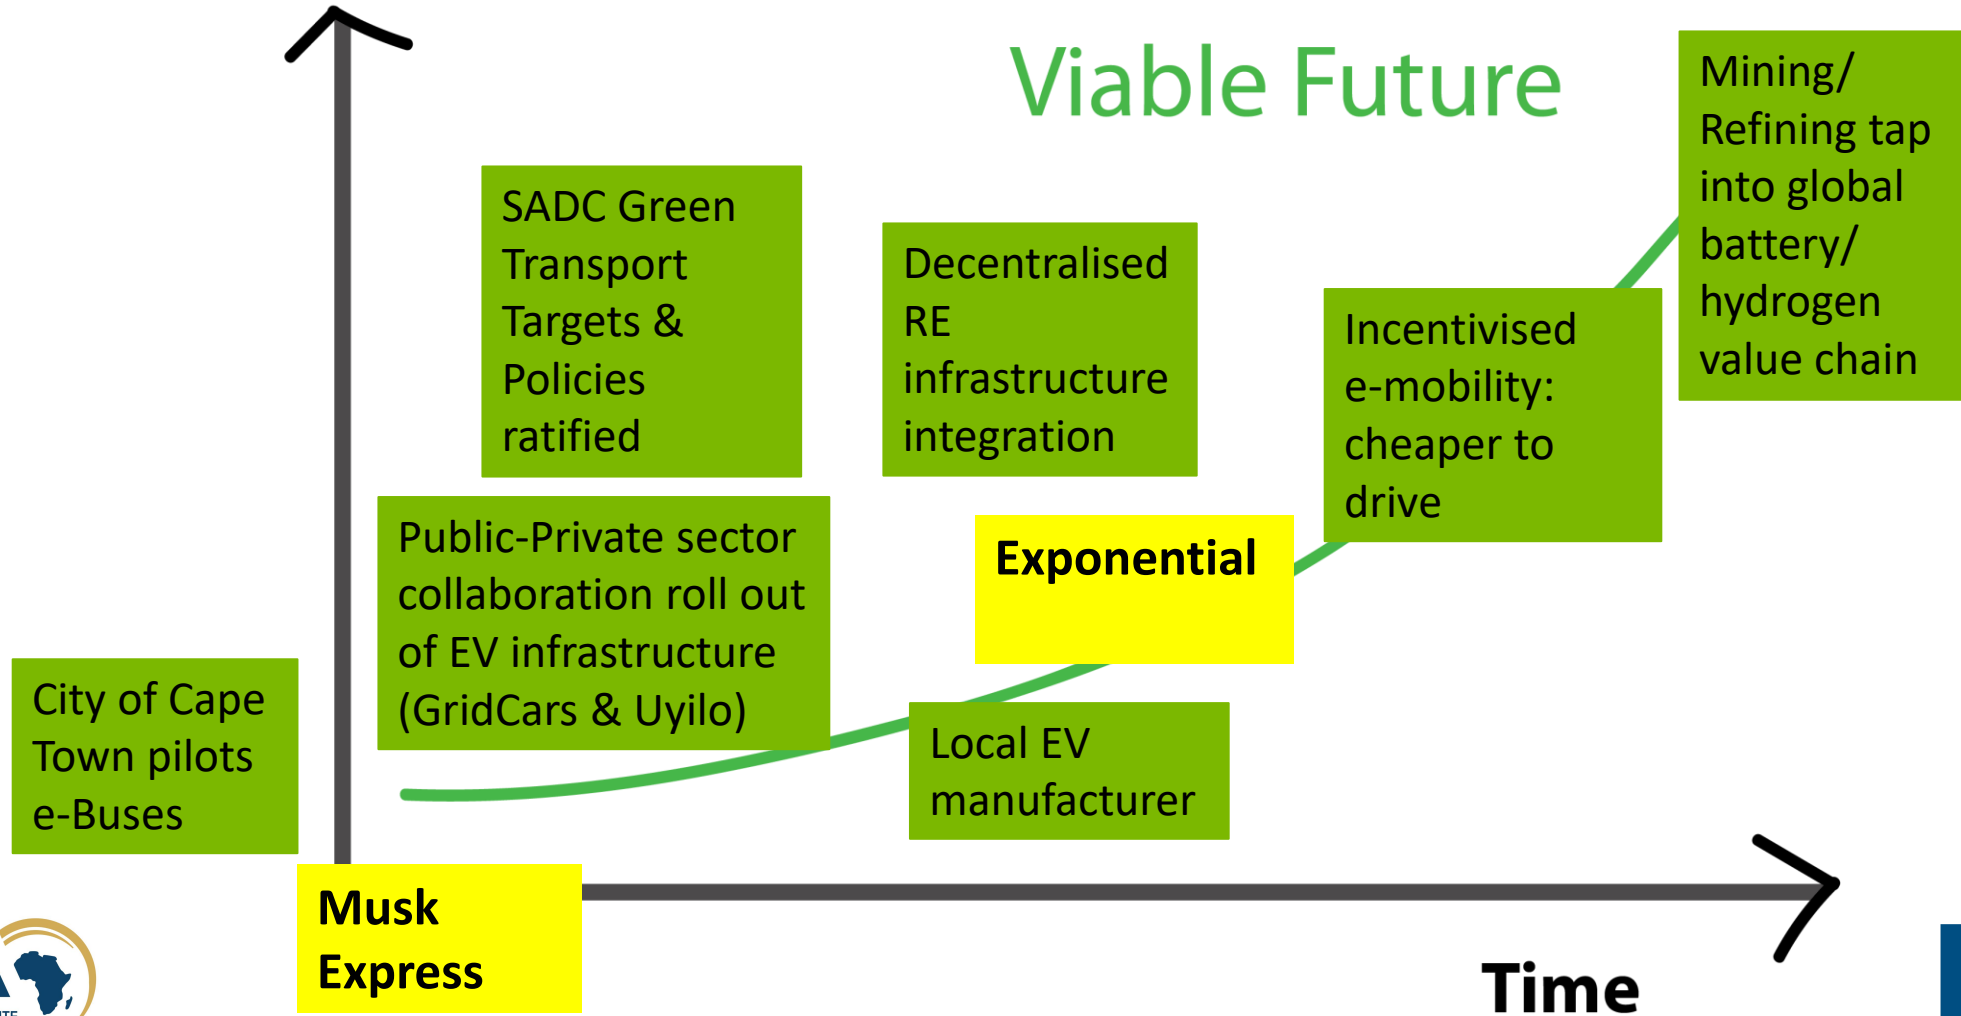 Viable Future
Mining/
Refining tap
into global
battery/
hydrogen
value chain
SADC Green
Transport
Targets &
Policies
ratified
Decentralised
RE
infrastructure
integration
Incentivised
e-mobility:
cheaper to
drive
Public-Private sector
collaboration roll out
of EV infrastructure
(GridCars & Uyilo)
Exponential
City of Cape
Town pilots
e-Buses
Local EV
manufacturer
Musk
Express
Time